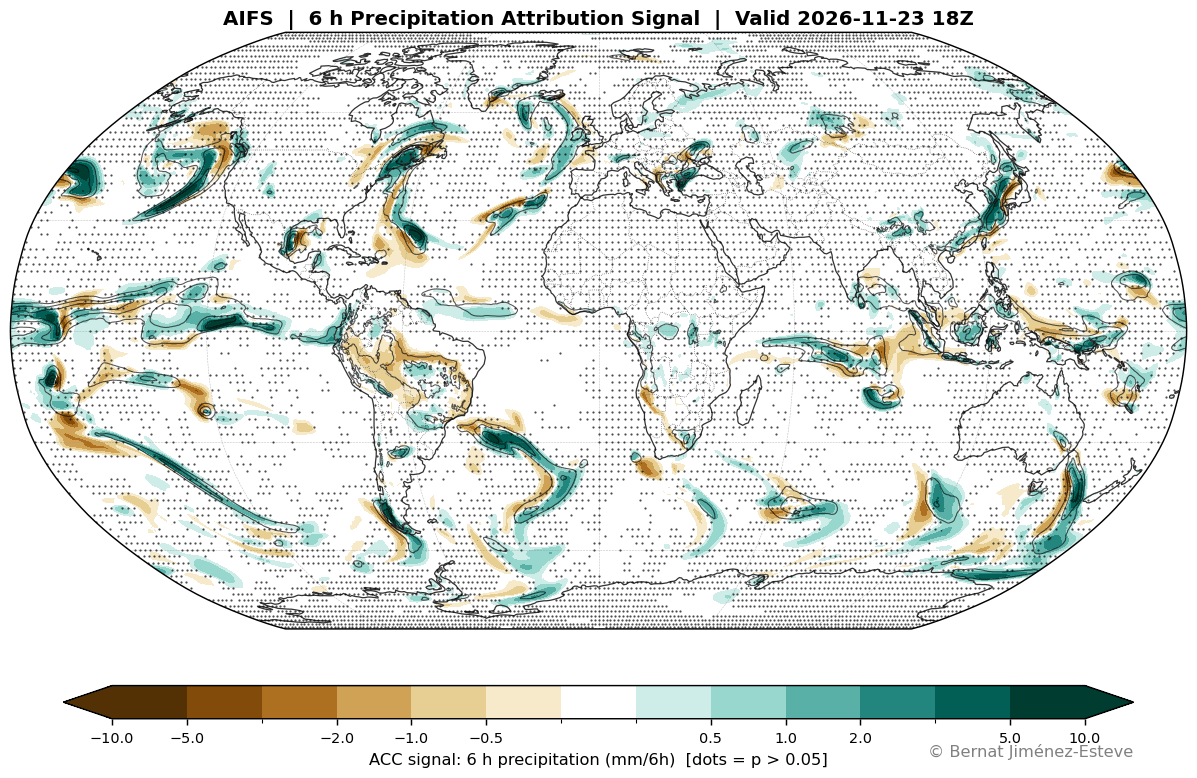 AIFS | 6 h Precipitation Attribution Signal | Valid 2026-11-23 18Z
−10.0 −5.0 −2.0 −1.0 −0.5 0.5 1.0 2.0 5.0 10.0
ACC signal: 6 h precipitation (mm/6h) [dots = p > 0.05]
© Bernat Jiménez-Esteve